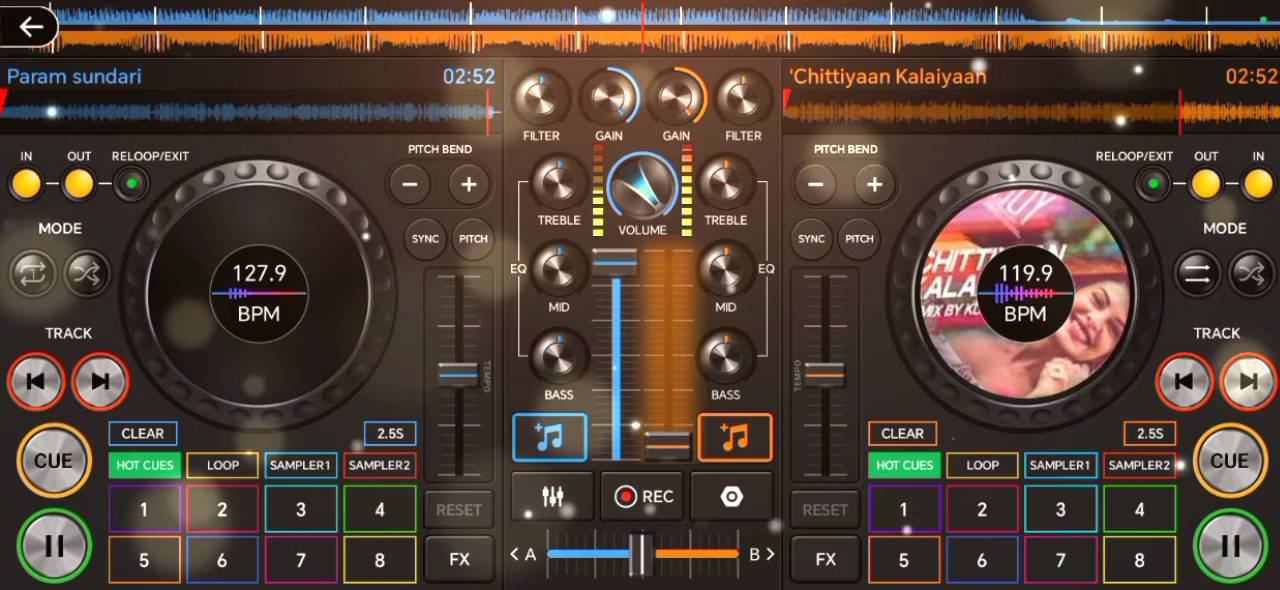 Param sundari 02:52
'Chittiyaan Kalaiyaan 02:52
FILTER GAIN GAIN FILTER
IN OUT RELOOP/EXIT
PITCH BEND
− +
SYNC PITCH
MODE
127.9
BPM
TRACK
TEMPO
CUE
CLEAR 2.5S
HOT CUES LOOP SAMPLER1 SAMPLER2
1 2 3 4
5 6 7 8
RESET
FX
TREBLE TREBLE
VOLUME
EQ EQ
MID MID
BASS BASS
REC
< A B >
PITCH BEND
− +
SYNC PITCH
RELOOP/EXIT OUT IN
MODE
CHITT
KALA
MIX BY
119.9
BPM
TRACK
TEMPO
CLEAR 2.5S
HOT CUES LOOP SAMPLER1 SAMPLER2
CUE
1 2 3 4
5 6 7 8
RESET
FX